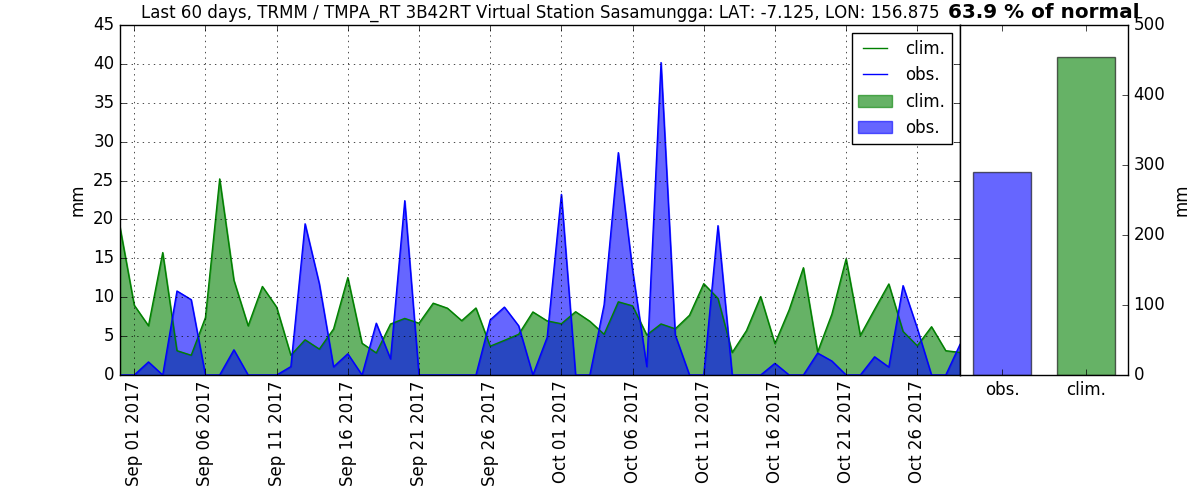 Last 60 days, TRMM / TMPA_RT 3B42RT Virtual Station Sasamungga: LAT: -7.125, LON: 156.875 63.9 % of normal
45
40
35
30
25
20
15
10
5
0
mm
clim.
obs.
clim.
obs.
Sep 01 2017
Sep 06 2017
Sep 11 2017
Sep 16 2017
Sep 21 2017
Sep 26 2017
Oct 01 2017
Oct 06 2017
Oct 11 2017
Oct 16 2017
Oct 21 2017
Oct 26 2017
500
400
300
200
100
0
mm
obs. clim.